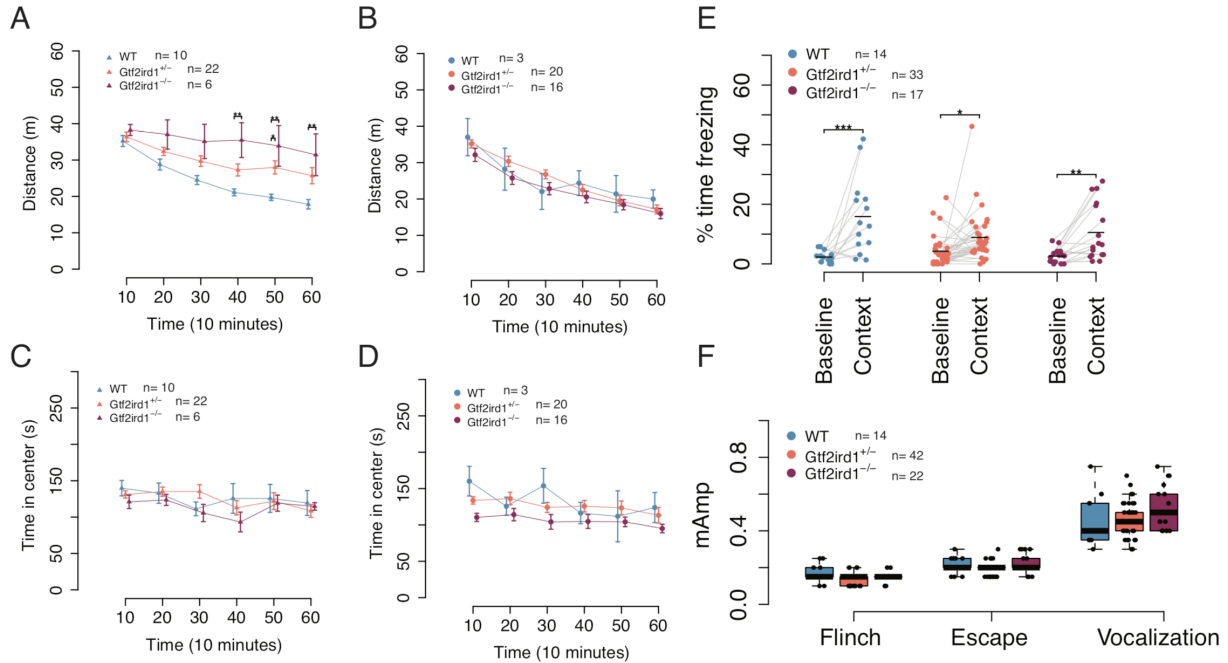 A
WT n= 10
Gtf2ird1+/− n= 22
Gtf2ird1−/− n= 6
Distance (m)
0 10 20 30 40 50 60
** ** **
*
10 20 30 40 50 60
Time (10 minutes)
B
WT n= 3
Gtf2ird1+/− n= 20
Gtf2ird1−/− n= 16
Distance (m)
0 10 20 30 40 50 60
10 20 30 40 50 60
Time (10 minutes)
C
WT n= 10
Gtf2ird1+/− n= 22
Gtf2ird1−/− n= 6
Time in center (s)
0 50 150 250
10 20 30 40 50 60
Time (10 minutes)
D
WT n= 3
Gtf2ird1+/− n= 20
Gtf2ird1−/− n= 16
Time in center (s)
0 50 150 250
10 20 30 40 50 60
Time (10 minutes)
E
WT n= 14
Gtf2ird1+/− n= 33
Gtf2ird1−/− n= 17
% time freezing
0 20 40 60
*** * **
Baseline Context Baseline Context Baseline Context
F
WT n= 14
Gtf2ird1+/− n= 42
Gtf2ird1−/− n= 22
mAmp
0.0 0.4 0.8
Flinch Escape Vocalization